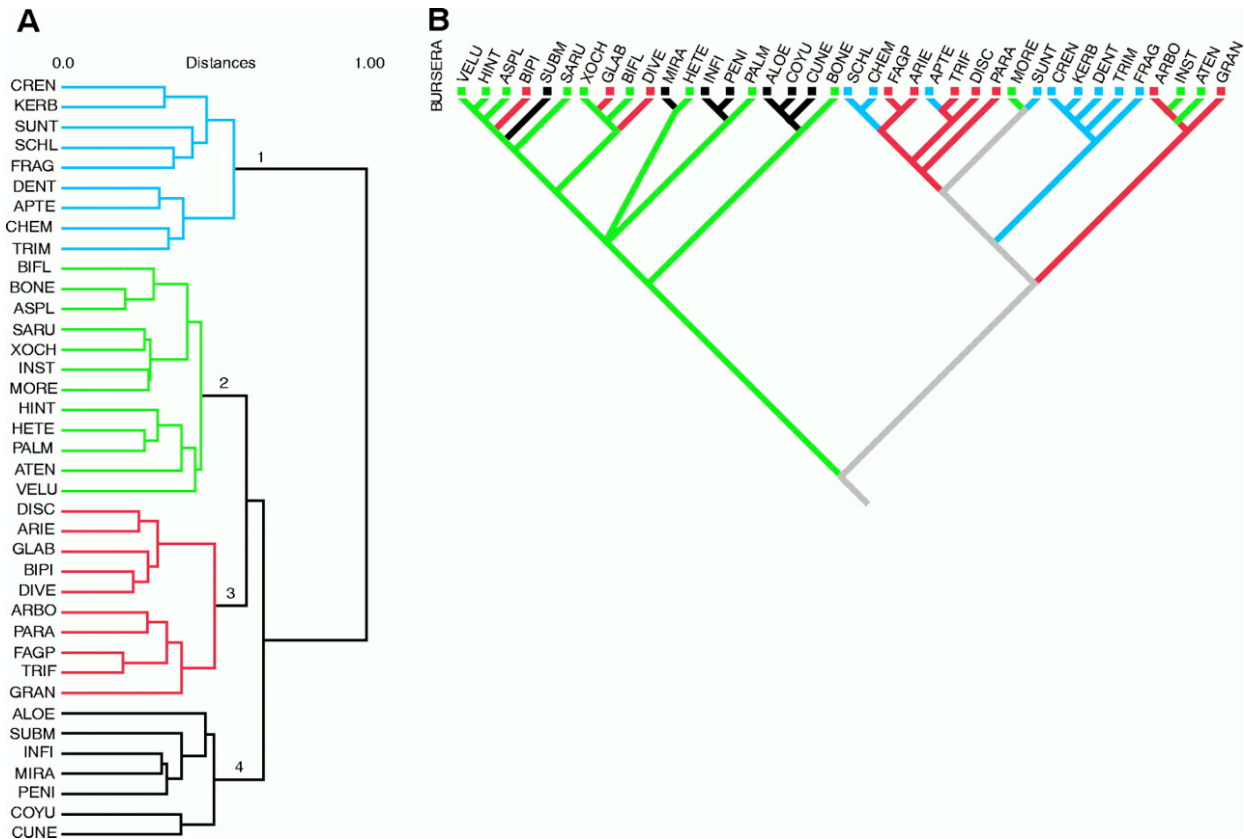 A
0.0 Distances 1.00
CREN
KERB
SUNT
SCHL
FRAG
DENT
APTE
CHEM
TRIM
BIFL
BONE
ASPL
SARU
XOCH
INST
MORE
HINT
HETE
PALM
ATEN
VELU
DISC
ARIE
GLAB
BIPI
DIVE
ARBO
PARA
FAGP
TRIF
GRAN
ALOE
SUBM
INFI
MIRA
PENI
COYU
CUNE
1
2
3
4
B
BURSERA
VELU
HINT
ASPL
BIPI
SUBM
SARU
XOCH
GLAB
BIFL
DIVE
MIRA
HETE
INFI
PENI
PALM
ALOE
COYU
CUNE
BONE
SCHL
CHEM
FAGP
ARIE
APTE
TRIF
DISC
PARA
MORE
SUNT
CREN
KERB
DENT
TRIM
FRAG
ARBO
INST
ATEN
GRAN